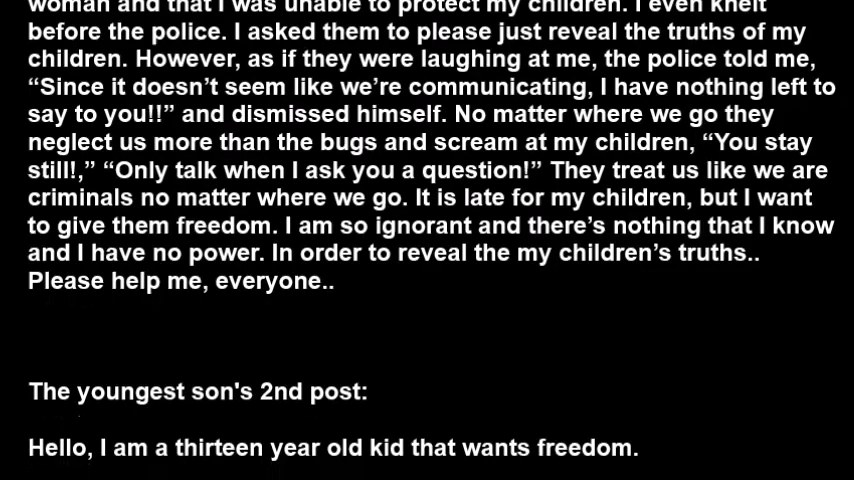 woman and that I was unable to protect my children. I even knelt
before the police. I asked them to please just reveal the truths of my
children. However, as if they were laughing at me, the police told me,
“Since it doesn’t seem like we’re communicating, I have nothing left to
say to you!!” and dismissed himself. No matter where we go they
neglect us more than the bugs and scream at my children, “You stay
still!,” “Only talk when I ask you a question!” They treat us like we are
criminals no matter where we go. It is late for my children, but I want
to give them freedom. I am so ignorant and there’s nothing that I know
and I have no power. In order to reveal the my children’s truths..
Please help me, everyone..
The youngest son's 2nd post:
Hello, I am a thirteen year old kid that wants freedom.